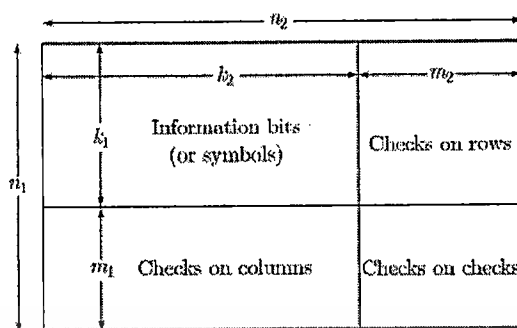 n₂
k₂
m₂
k₁
Information bits
(or symbols)
Checks on rows
n₁
m₁
Checks on columns
Checks on checks